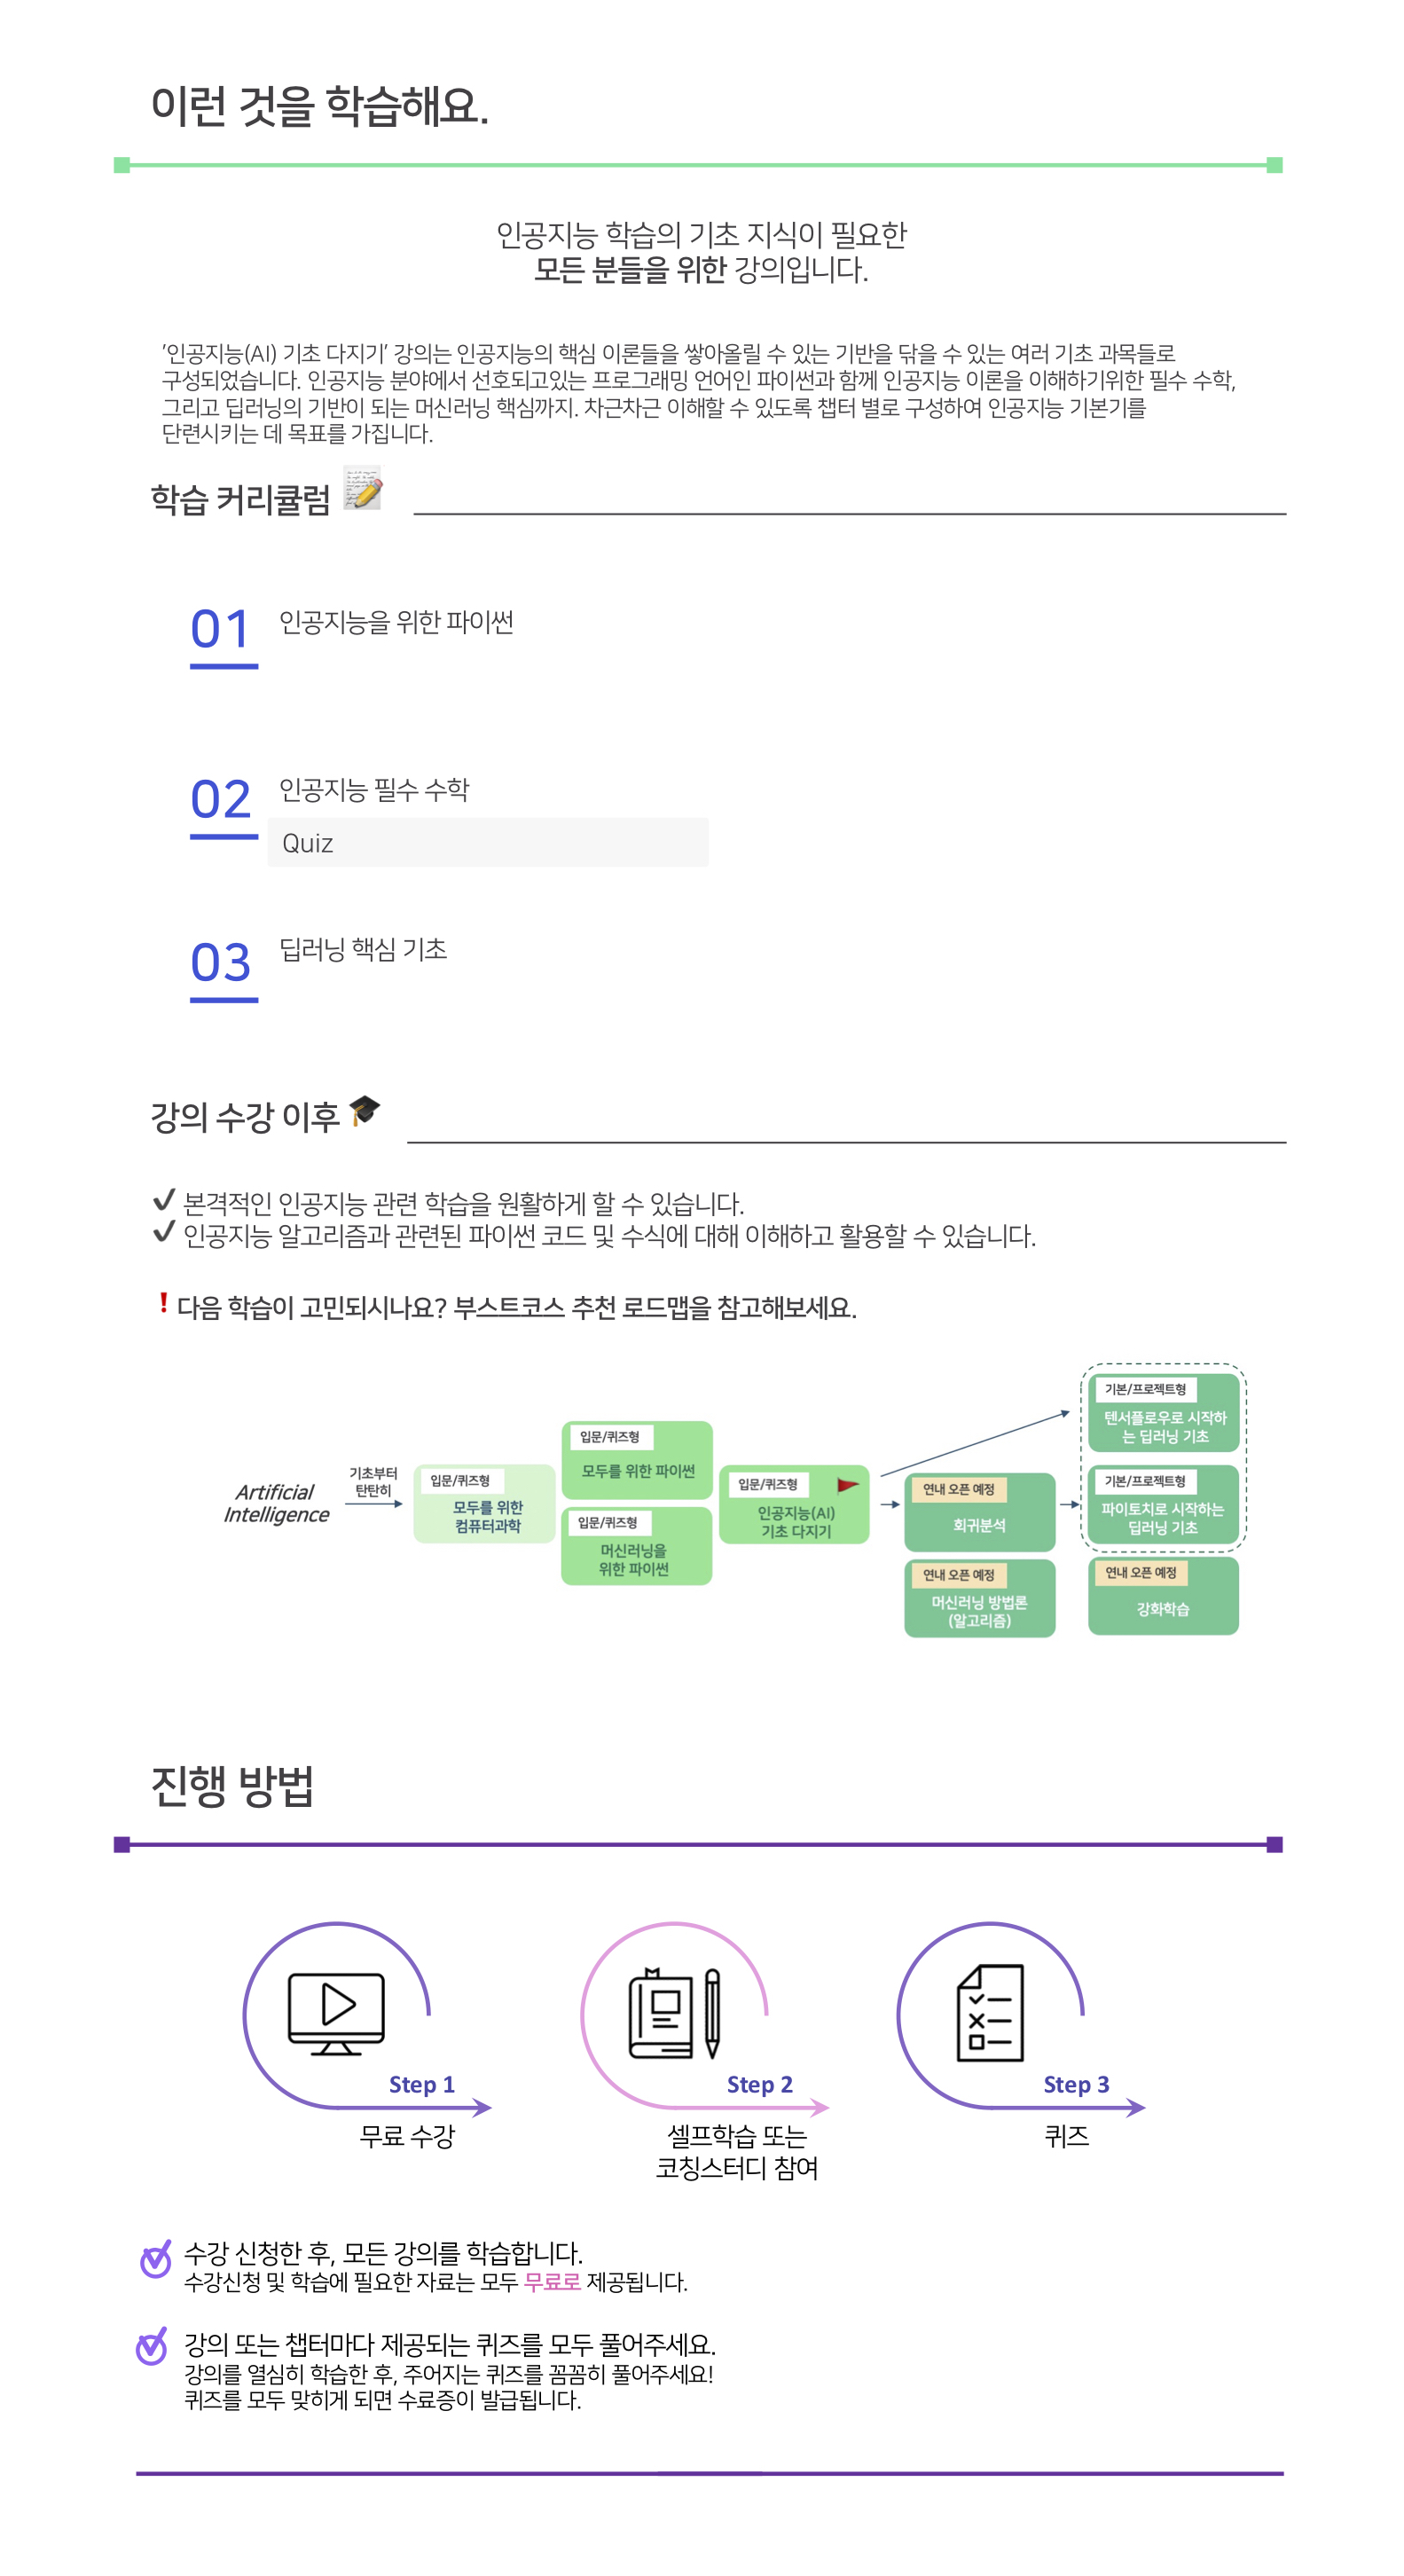 이런 것을 학습해요.
인공지능 학습의 기초 지식이 필요한
모든 분들을 위한 강의입니다.
'인공지능(AI) 기초 다지기' 강의는 인공지능의 핵심 이론들을 쌓아올릴 수 있는 기반을 닦을 수 있는 여러 기초 과목들로
구성되었습니다. 인공지능 분야에서 선호되고있는 프로그래밍 언어인 파이썬과 함께 인공지능 이론을 이해하기위한 필수 수학,
그리고 딥러닝의 기반이 되는 머신러닝 핵심까지. 차근차근 이해할 수 있도록 챕터 별로 구성하여 인공지능 기본기를
단련시키는 데 목표를 가집니다.
학습 커리큘럼
01 인공지능을 위한 파이썬
02 인공지능 필수 수학
Quiz
03 딥러닝 핵심 기초
강의 수강 이후
본격적인 인공지능 관련 학습을 원활하게 할 수 있습니다.
인공지능 알고리즘과 관련된 파이썬 코드 및 수식에 대해 이해하고 활용할 수 있습니다.
다음 학습이 고민되시나요? 부스트코스 추천 로드맵을 참고해보세요.
Artificial
Intelligence
기초부터
탄탄히
입문/퀴즈형
모두를 위한
컴퓨터과학
입문/퀴즈형
모두를 위한 파이썬
입문/퀴즈형
머신러닝을
위한 파이썬
입문/퀴즈형
인공지능(AI)
기초 다지기
연내 오픈 예정
회귀분석
연내 오픈 예정
머신러닝 방법론
(알고리즘)
기본/프로젝트형
텐서플로우로 시작하
는 딥러닝 기초
기본/프로젝트형
파이토치로 시작하는
딥러닝 기초
연내 오픈 예정
강화학습
진행 방법
Step 1
무료 수강
Step 2
셀프학습 또는
코칭스터디 참여
Step 3
퀴즈
수강 신청한 후, 모든 강의를 학습합니다.
수강신청 및 학습에 필요한 자료는 모두 무료로 제공됩니다.
강의 또는 챕터마다 제공되는 퀴즈를 모두 풀어주세요.
강의를 열심히 학습한 후, 주어지는 퀴즈를 꼼꼼히 풀어주세요!
퀴즈를 모두 맞히게 되면 수료증이 발급됩니다.